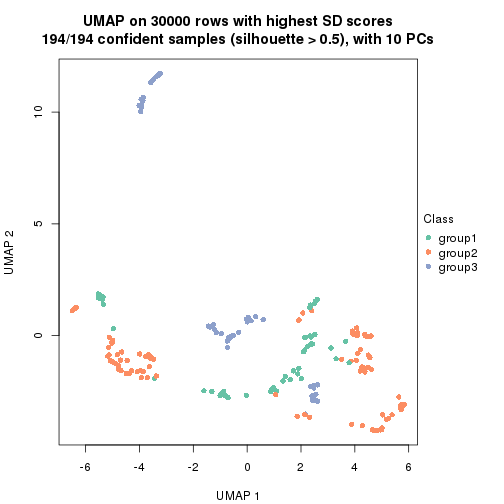 UMAP on 30000 rows with highest SD scores
194/194 confident samples (silhouette > 0.5), with 10 PCs
10
5
0
UMAP 2
Class
group1
group2
group3
-6 -4 -2 0 2 4 6
UMAP 1